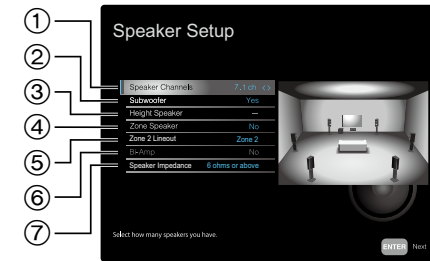 Speaker Setup
① Speaker Channels 7.1 ch <>
② Subwoofer Yes
③ Height Speaker –
④ Zone Speaker No
⑤ Zone 2 Lineout Zone 2
⑥ Bi-Amp No
⑦ Speaker Impedance 6 ohms or above
Select how many speakers you have.
ENTER Next